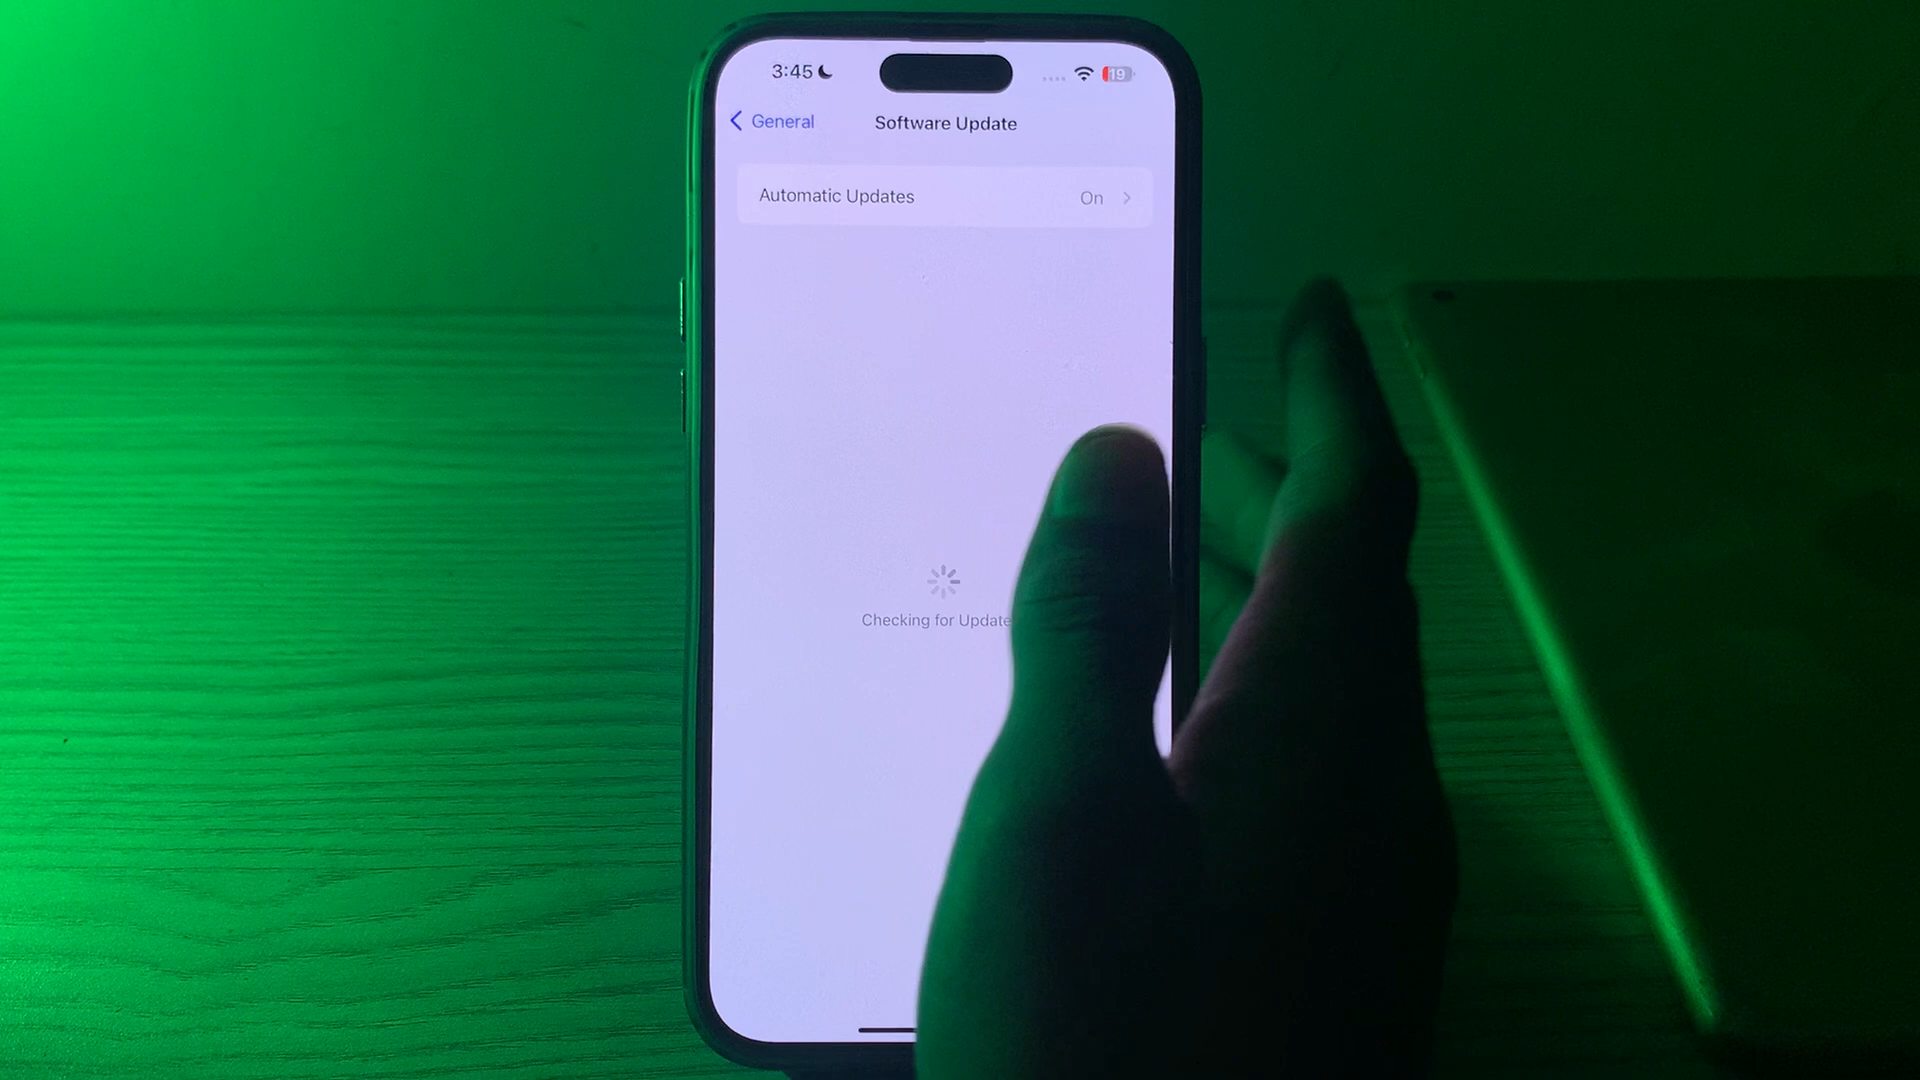 3:45
19
General
Software Update
Automatic Updates
On
Checking for Update